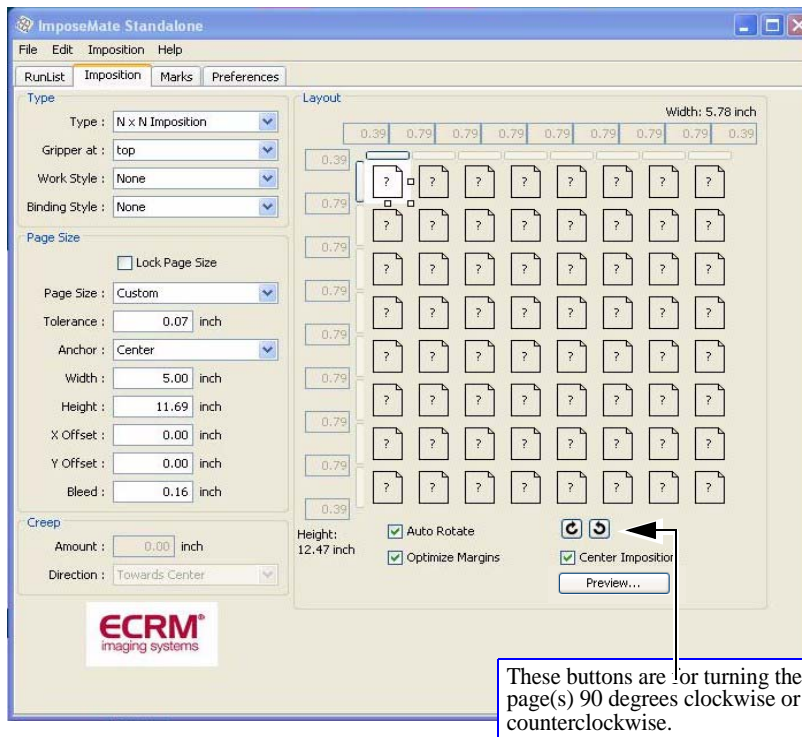 ImposeMate Standalone
File Edit Imposition Help
RunList Imposition Marks Preferences
Type
Type : N x N Imposition
Gripper at : top
Work Style : None
Binding Style : None
Page Size
Lock Page Size
Page Size : Custom
Tolerance : 0.07 inch
Anchor : Center
Width : 5.00 inch
Height : 11.69 inch
X Offset : 0.00 inch
Y Offset : 0.00 inch
Bleed : 0.16 inch
Creep
Amount : 0.00 inch
Direction : Towards Center
ECRM®
imaging systems
Layout
Width: 5.78 inch
0.39 0.79 0.79 0.79 0.79 0.79 0.79 0.79 0.39
0.39
? ? ? ? ? ? ? ?
0.79
? ? ? ? ? ? ? ?
0.79
? ? ? ? ? ? ? ?
0.79
? ? ? ? ? ? ? ?
0.79
? ? ? ? ? ? ? ?
0.79
? ? ? ? ? ? ? ?
0.79
? ? ? ? ? ? ? ?
0.79
? ? ? ? ? ? ? ?
0.39
Height:
12.47 inch
Auto Rotate
Optimize Margins
Center Imposition
Preview...
These buttons are for turning the
page(s) 90 degrees clockwise or
counterclockwise.